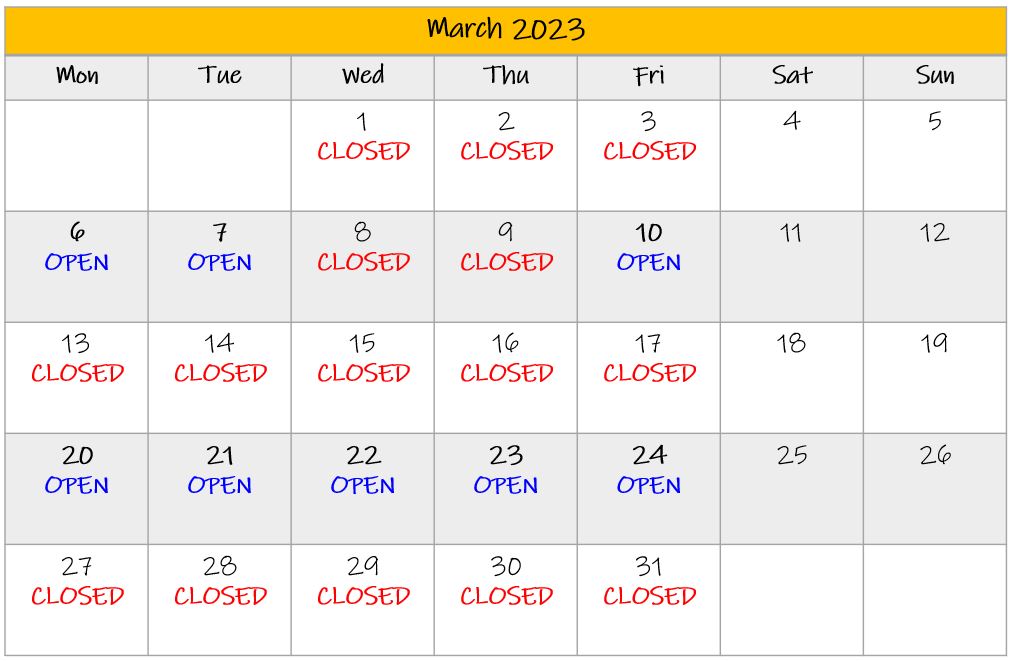 March 2023
Mon Tue Wed Thu Fri Sat Sun
1 2 3 4 5
CLOSED CLOSED CLOSED
6 7 8 9 10 11 12
OPEN OPEN CLOSED CLOSED OPEN
13 14 15 16 17 18 19
CLOSED CLOSED CLOSED CLOSED CLOSED
20 21 22 23 24 25 26
OPEN OPEN OPEN OPEN OPEN
27 28 29 30 31
CLOSED CLOSED CLOSED CLOSED CLOSED